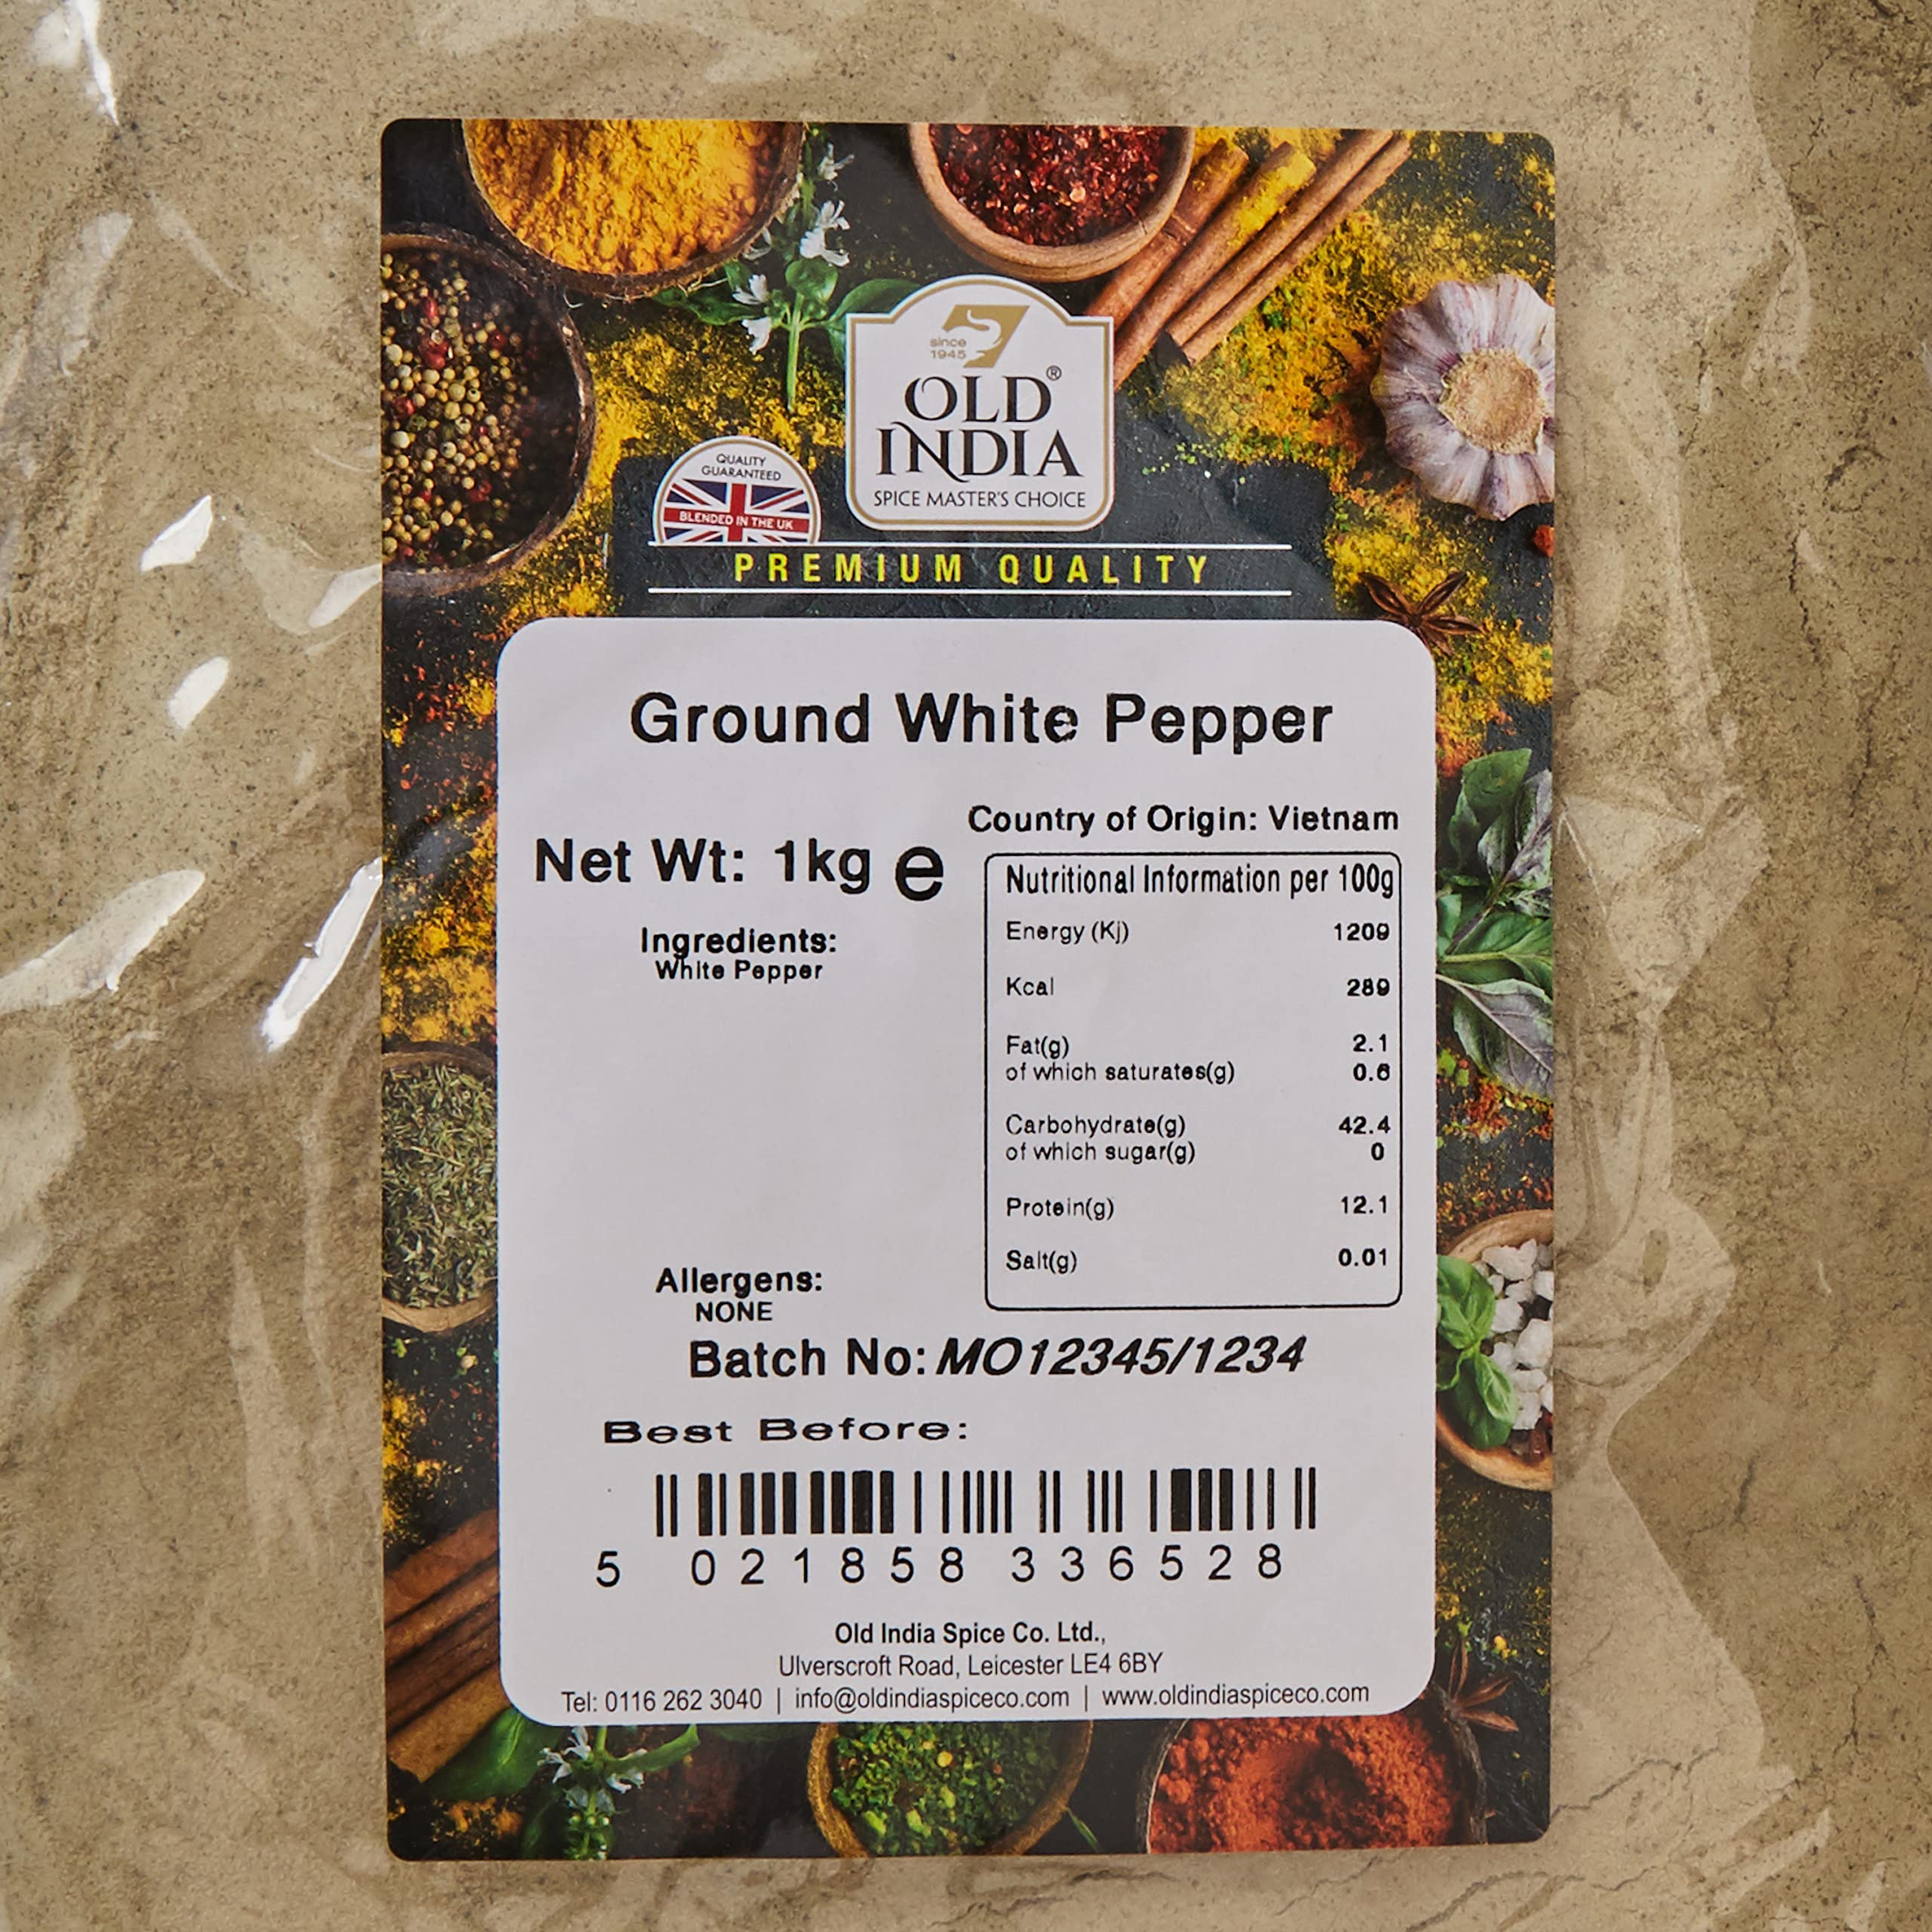 since
1945
OLD®
INDIA
SPICE MASTER'S CHOICE
QUALITY
GUARANTEED
BLENDED IN THE UK
PREMIUM QUALITY
Ground White Pepper
Country of Origin: Vietnam
Net Wt: 1kg e
Ingredients:
White Pepper
Nutritional Information per 100g
Energy (Kj) 1209
Kcal 289
Fat(g) 2.1
of which saturates(g) 0.6
Carbohydrate(g) 42.4
of which sugar(g) 0
Protein(g) 12.1
Salt(g) 0.01
Allergens:
NONE
Batch No: MO12345/1234
Best Before:
5 021858 336528
Old India Spice Co. Ltd.,
Ulverscroft Road, Leicester LE4 6BY
Tel: 0116 262 3040 | info@oldindiaspiceco.com | www.oldindiaspiceco.com